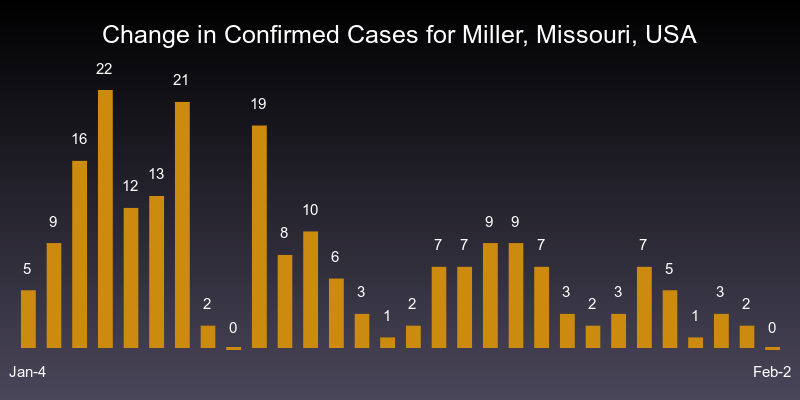 Change in Confirmed Cases for Miller, Missouri, USA
5 9 16 22 12 13 21 2 0 19 8 10 6 3 1 2 7 7 9 9 7 3 2 3 7 5 1 3 2 0
Jan-4 Feb-2